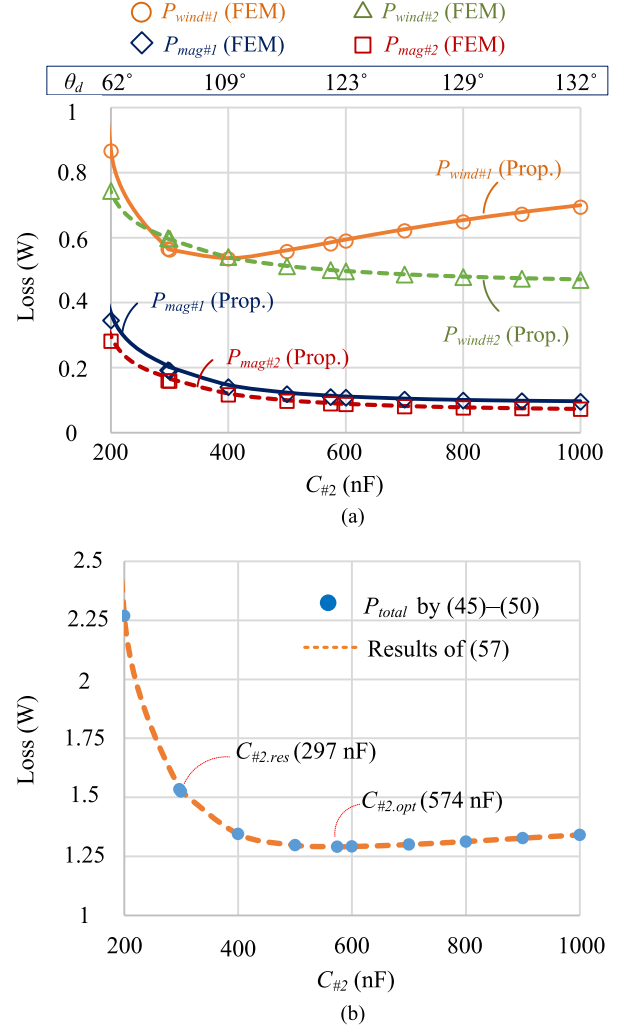 P_wind#1 (FEM) P_wind#2 (FEM)
P_mag#1 (FEM) P_mag#2 (FEM)
θ_d 62° 109° 123° 129° 132°
1
0.8
0.6
0.4
0.2
0
Loss (W)
P_wind#1 (Prop.)
P_mag#1 (Prop.)
P_wind#2 (Prop.)
P_mag#2 (Prop.)
200 400 600 800 1000
C_#2 (nF)
(a)
2.5
2.25
2
1.75
1.5
1.25
1
Loss (W)
P_total by (45)–(50)
Results of (57)
C_#2.res (297 nF)
C_#2.opt (574 nF)
200 400 600 800 1000
C_#2 (nF)
(b)